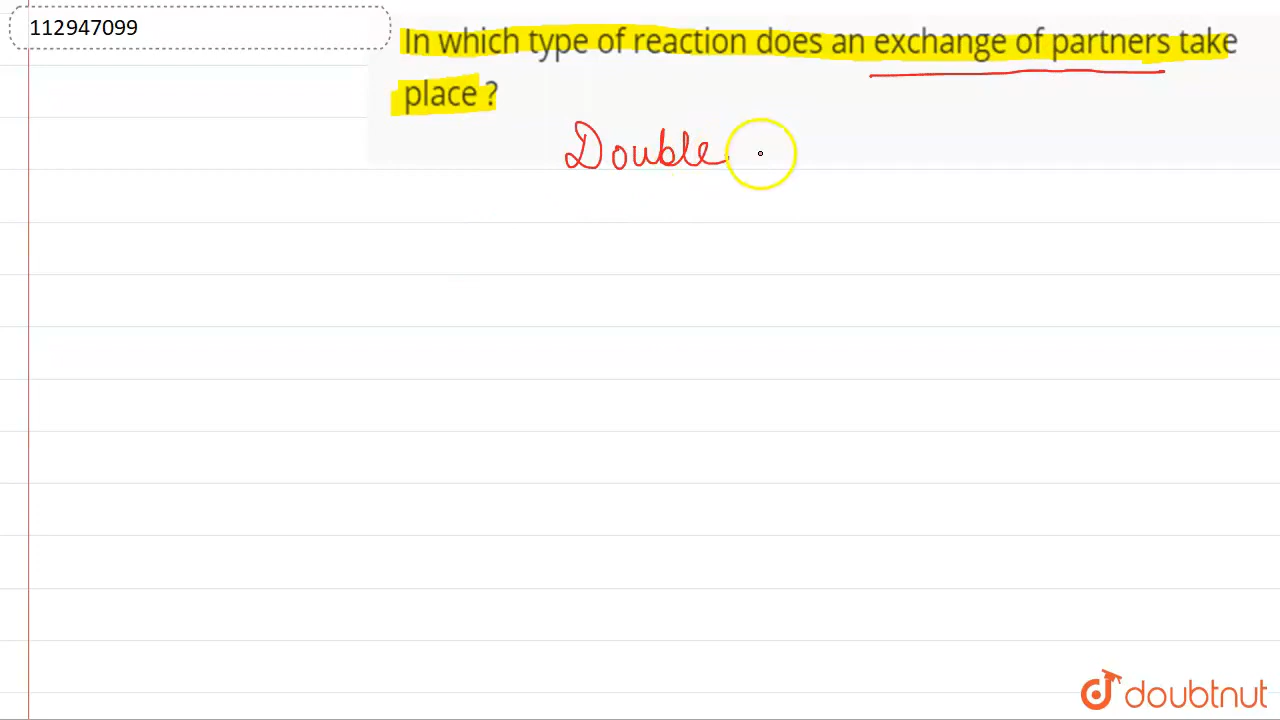 112947099
In which type of reaction does an exchange of partners take
place ?
Double
doubtnut